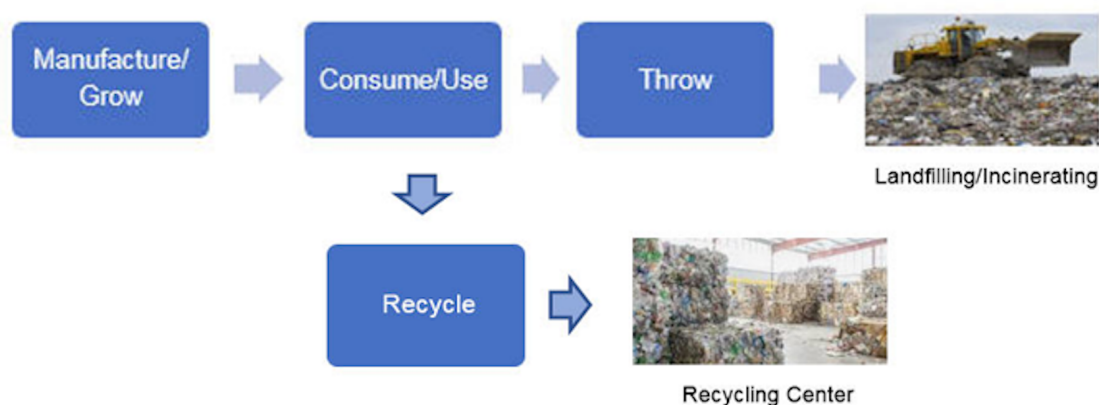 Manufacture/
Grow
Consume/Use
Throw
Landfilling/Incinerating
Recycle
Recycling Center